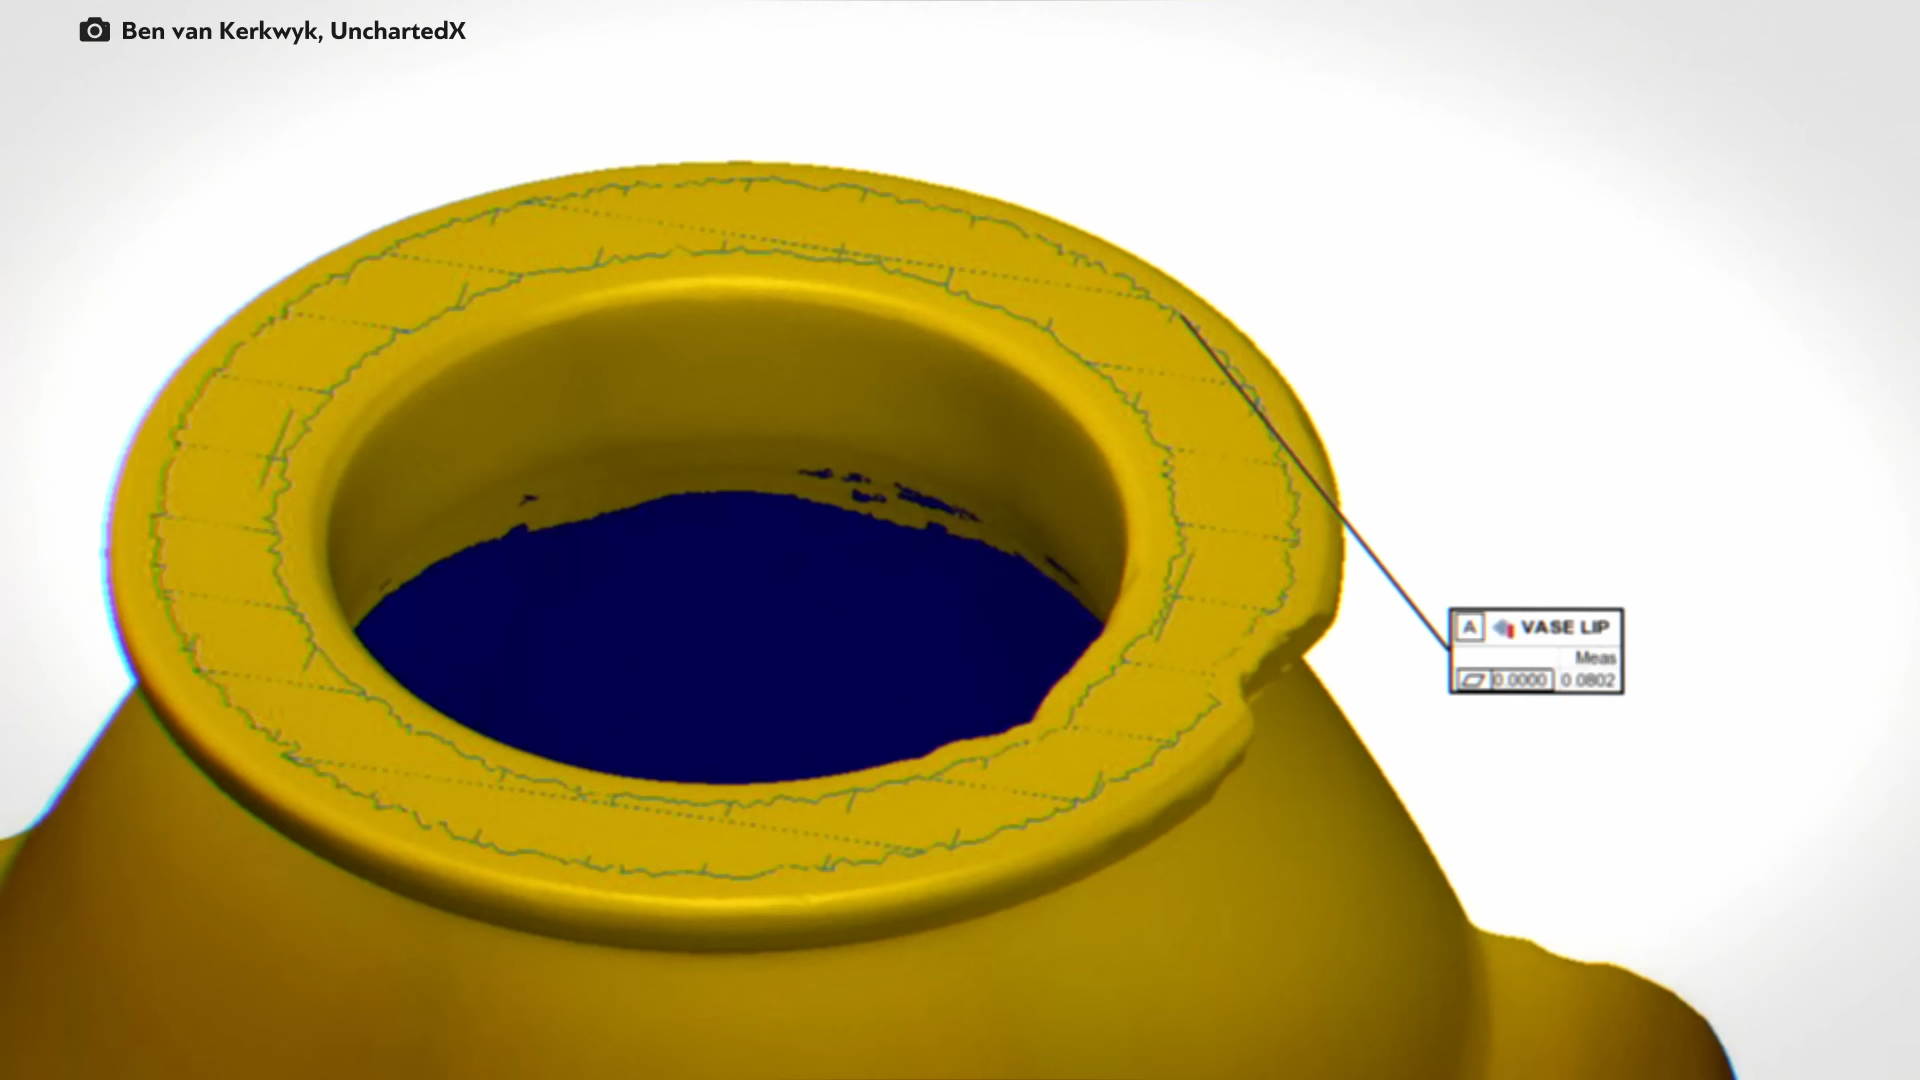 Ben van Kerkwyk, UnchartedX
A VASE LIP
Meas
0.0000 0.0802